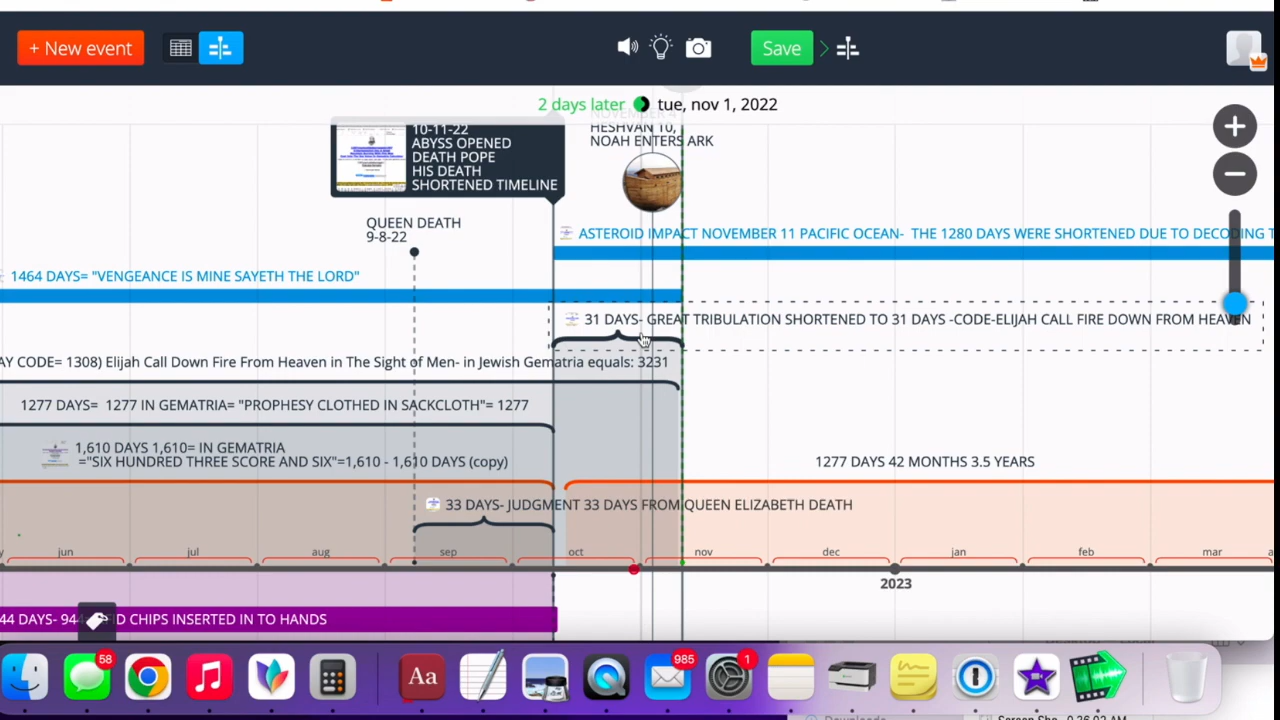 + New event
Save
2 days later tue, nov 1, 2022
10-11-22
ABYSS OPENED
DEATH POPE
HIS DEATH
SHORTENED TIMELINE
NOVEMBER 4
HESHVAN 10,
NOAH ENTERS ARK
QUEEN DEATH
9-8-22
ASTEROID IMPACT NOVEMBER 11 PACIFIC OCEAN- THE 1280 DAYS WERE SHORTENED DUE TO DECODING T
1464 DAYS= "VENGEANCE IS MINE SAYETH THE LORD"
31 DAYS- GREAT TRIBULATION SHORTENED TO 31 DAYS -CODE-ELIJAH CALL FIRE DOWN FROM HEAVEN
AY CODE= 1308) Elijah Call Down Fire From Heaven in The Sight of Men- in Jewish Gematria equals: 3231
1277 DAYS= 1277 IN GEMATRIA= "PROPHESY CLOTHED IN SACKCLOTH"= 1277
1,610 DAYS 1,610= IN GEMATRIA
="SIX HUNDRED THREE SCORE AND SIX"=1,610 - 1,610 DAYS (copy)
1277 DAYS 42 MONTHS 3.5 YEARS
33 DAYS- JUDGMENT 33 DAYS FROM QUEEN ELIZABETH DEATH
y jun jul aug sep oct nov dec jan feb mar a
2023
44 DAYS- 944 ID CHIPS INSERTED IN TO HANDS
58
985
1
Aa